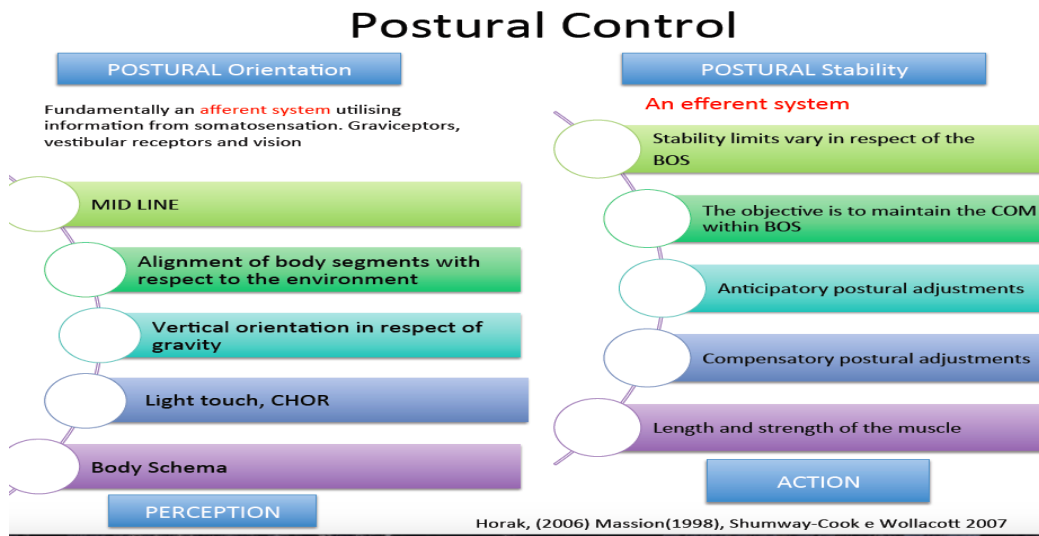 Postural Control
POSTURAL Orientation
Fundamentally an afferent system utilising
information from somatosensation. Graviceptors,
vestibular receptors and vision
MID LINE
Alignment of body segments with
respect to the environment
Vertical orientation in respect of
gravity
Light touch, CHOR
Body Schema
PERCEPTION
POSTURAL Stability
An efferent system
Stability limits vary in respect of the
BOS
The objective is to maintain the COM
within BOS
Anticipatory postural adjustments
Compensatory postural adjustments
Length and strength of the muscle
ACTION
Horak, (2006) Massion(1998), Shumway-Cook e Wollacott 2007